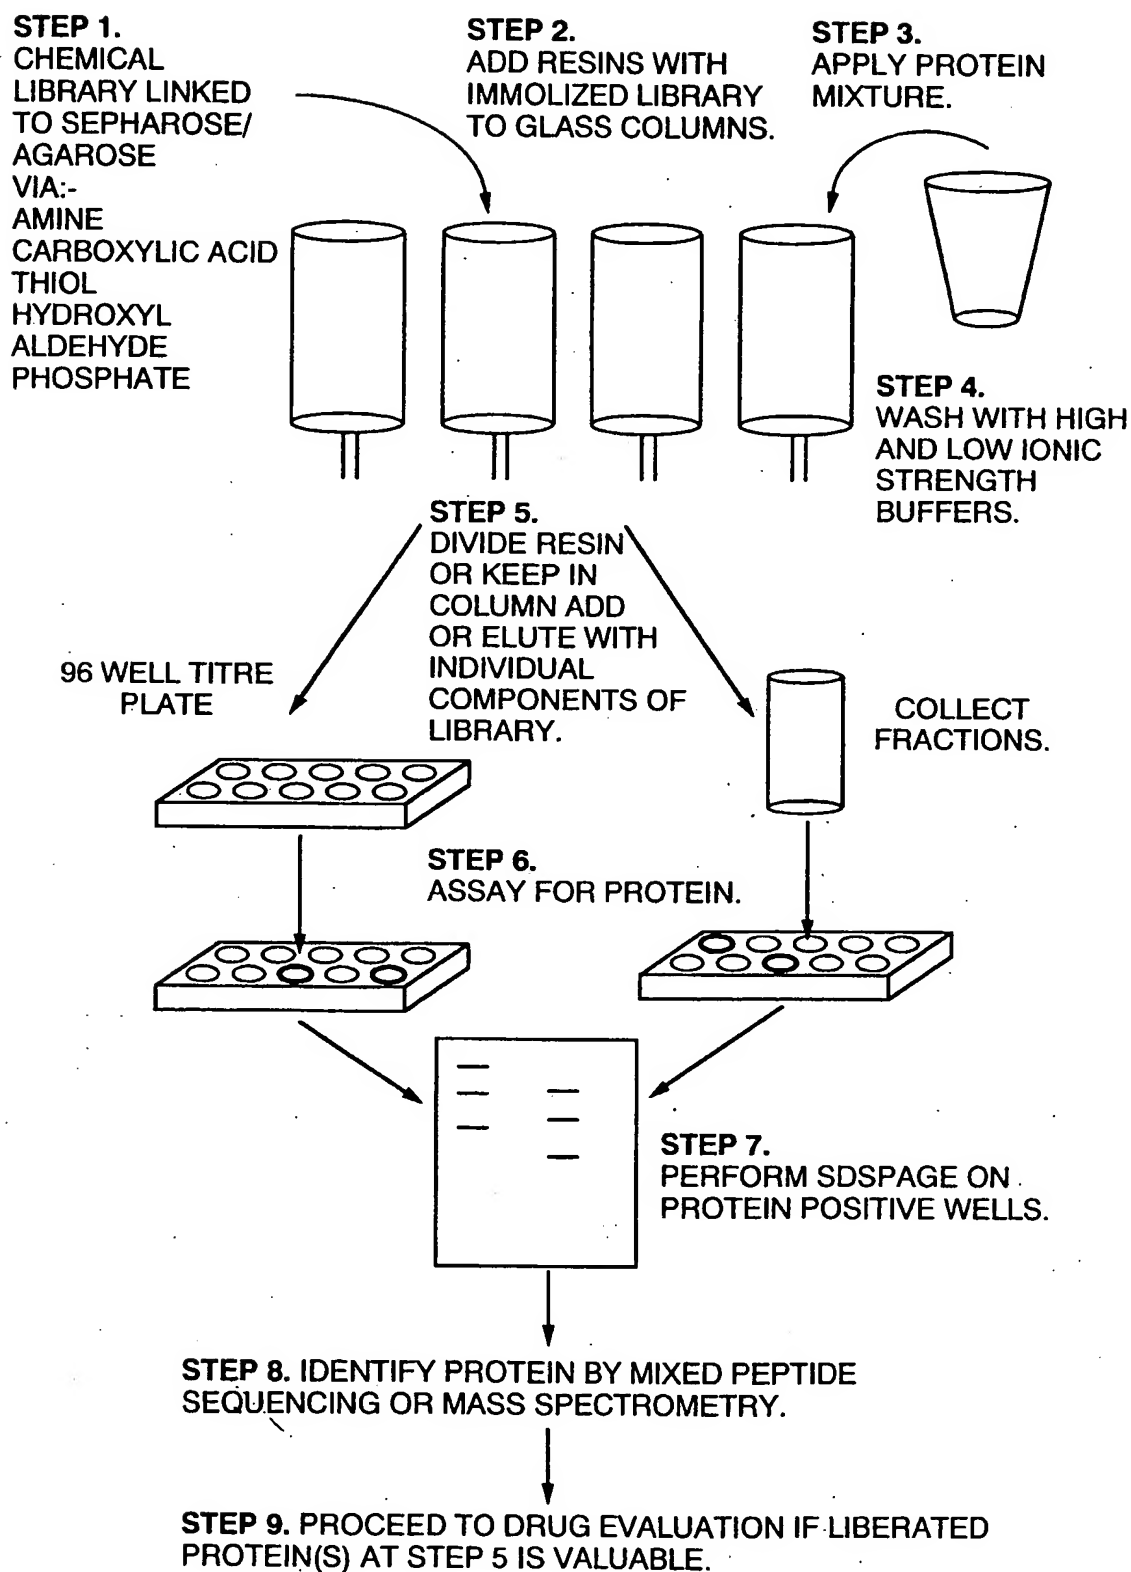 STEP 1.
CHEMICAL
LIBRARY LINKED
TO SEPHAROSE/
AGAROSE
VIA:-
AMINE
CARBOXYLIC ACID
THIOL
HYDROXYL
ALDEHYDE
PHOSPHATE
STEP 2.
ADD RESINS WITH
IMMOLIZED LIBRARY
TO GLASS COLUMNS.
STEP 3.
APPLY PROTEIN
MIXTURE.
STEP 4.
WASH WITH HIGH
AND LOW IONIC
STRENGTH
BUFFERS.
STEP 5.
DIVIDE RESIN
OR KEEP IN
COLUMN ADD
OR ELUTE WITH
INDIVIDUAL
COMPONENTS OF
LIBRARY.
96 WELL TITRE
PLATE
COLLECT
FRACTIONS.
STEP 6.
ASSAY FOR PROTEIN.
STEP 7.
PERFORM SDSPAGE ON
PROTEIN POSITIVE WELLS.
STEP 8. IDENTIFY PROTEIN BY MIXED PEPTIDE
SEQUENCING OR MASS SPECTROMETRY.
STEP 9. PROCEED TO DRUG EVALUATION IF LIBERATED
PROTEIN(S) AT STEP 5 IS VALUABLE.